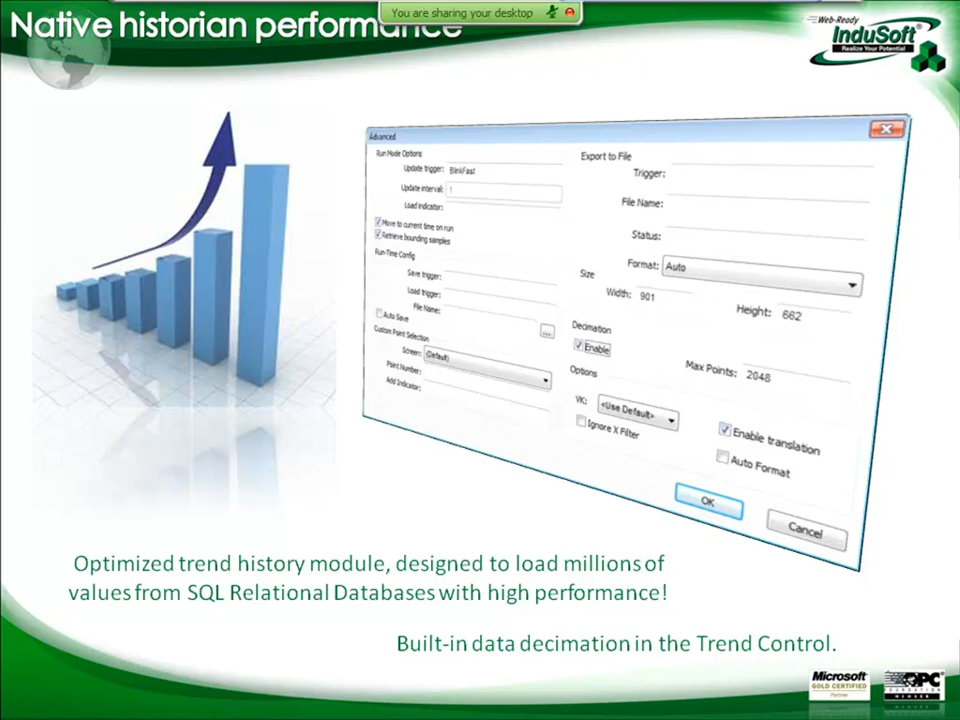 Native historian performance
You are sharing your desktop
Web-Ready
InduSoft®
Realize Your Potential
Advanced
Run Mode Options
Update trigger: BlinkFast
Update interval: 1
Load indicator:
Move to current time on run
Retrieve bounding samples
Run-Time Config
Save trigger:
Load trigger:
File Name:
Auto Save
...
Custom Point Selection
Screen: (Default)
Point Number:
Add Indicator:
Export to File
Trigger:
File Name:
Status:
Format: Auto
Size
Width: 901
Height: 662
Decimation
Enable
Max Points: 2048
Options
VK: <Use Default>
Ignore X Filter
Enable translation
Auto Format
OK
Cancel
Optimized trend history module, designed to load millions of
values from SQL Relational Databases with high performance!
Built-in data decimation in the Trend Control.
Microsoft
GOLD CERTIFIED
Partner
OPC
FOUNDATION
MEMBER